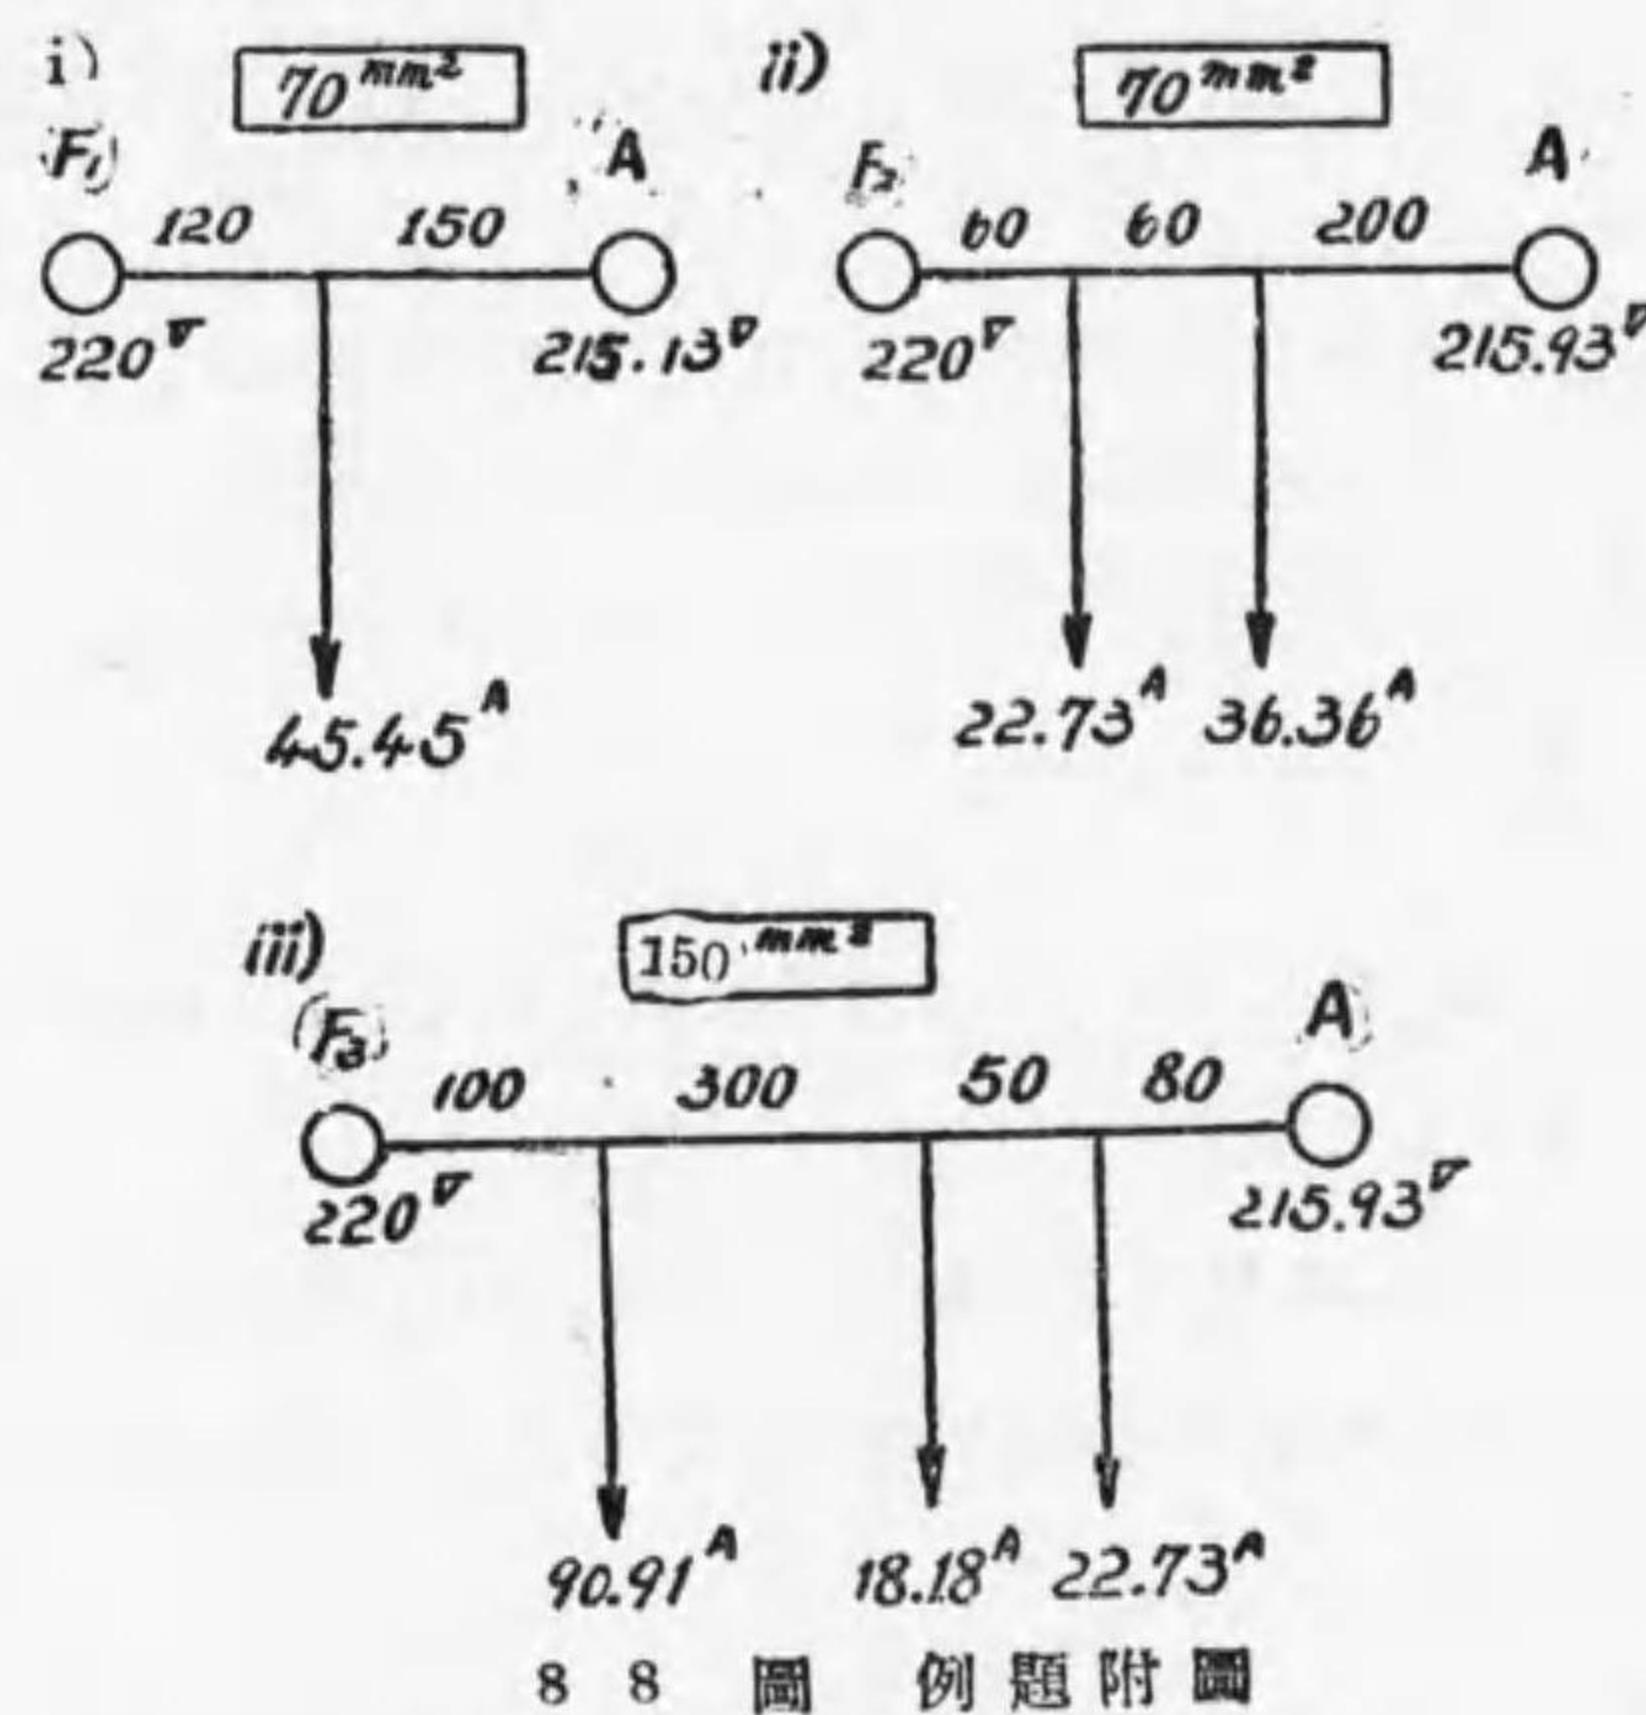 i) 70mm² ii) 70mm²
F₁ A F₂ A
120 150 60 60 200
220V 215.13V 220V 215.93V
45.45A 22.73A 36.36A
iii) 150mm²
F₃ A
100 300 50 80
220V 215.93V
90.91A 18.18A 22.73A
88圖 例題附圖